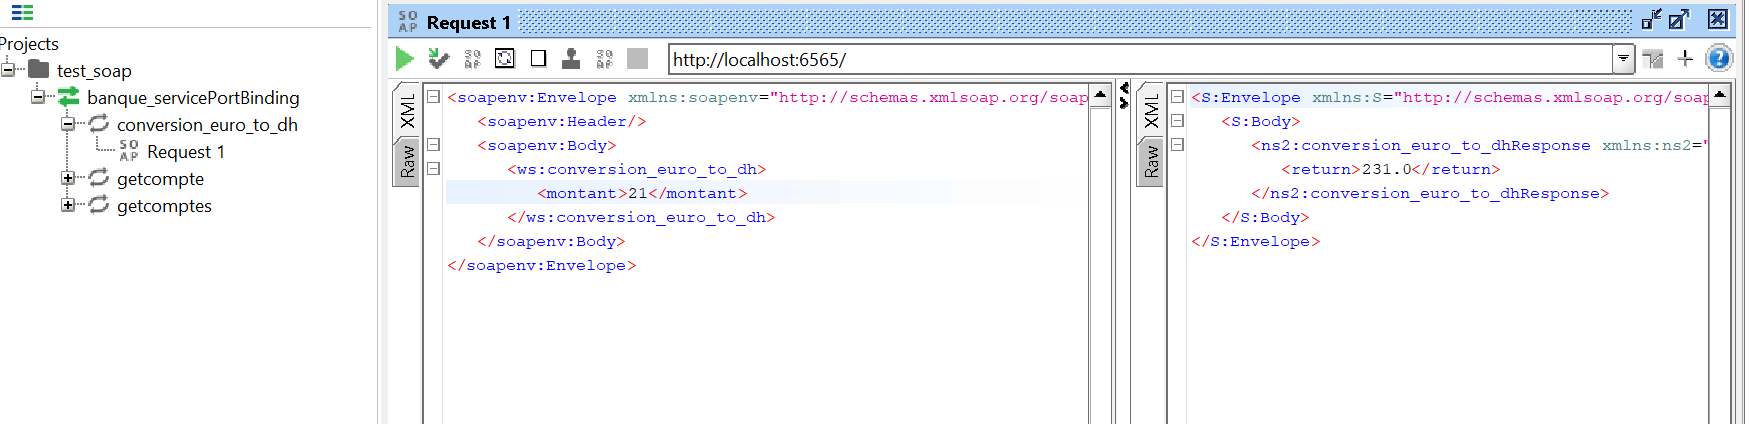 Projects
test_soap
banque_servicePortBinding
conversion_euro_to_dh
SO AP Request 1
getcompte
getcomptes
SO AP Request 1
http://localhost:6565/
XML
Raw
<soapenv:Envelope xmlns:soapenv="http://schemas.xmlsoap.org/soap
<soapenv:Header/>
<soapenv:Body>
<ws:conversion_euro_to_dh>
<montant>21</montant>
</ws:conversion_euro_to_dh>
</soapenv:Body>
</soapenv:Envelope>
XML
Raw
<S:Envelope xmlns:S="http://schemas.xmlsoap.org/soap
<S:Body>
<ns2:conversion_euro_to_dhResponse xmlns:ns2="
<return>231.0</return>
</ns2:conversion_euro_to_dhResponse>
</S:Body>
</S:Envelope>